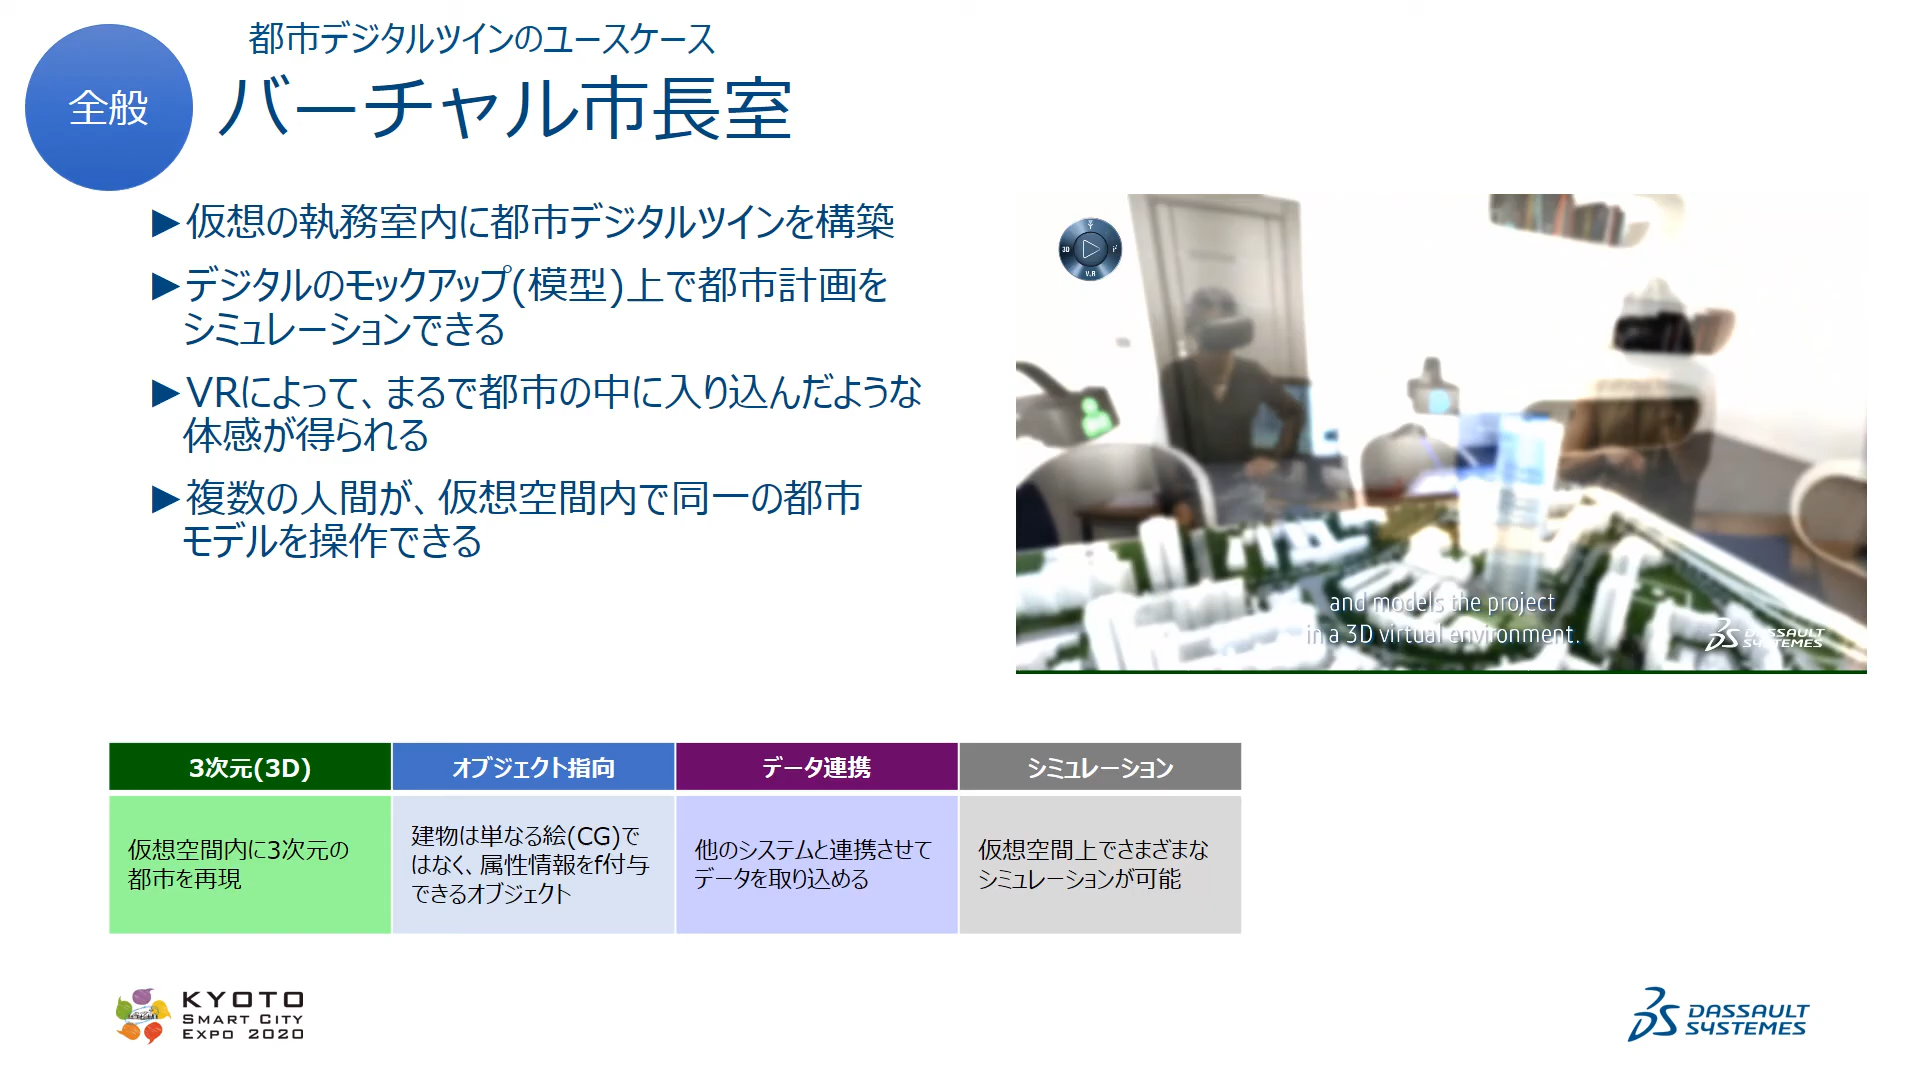 全般
都市デジタルツインのユースケース
バーチャル市長室
▶仮想の執務室内に都市デジタルツインを構築
▶デジタルのモックアップ(模型)上で都市計画を
シミュレーションできる
▶VRによって、まるで都市の中に入り込んだような
体感が得られる
▶複数の人間が、仮想空間内で同一の都市
モデルを操作できる
3D
V.R
and models the project
in a 3D virtual environment.
DASSAULT
SYSTEMES
3次元(3D)
オブジェクト指向
データ連携
シミュレーション
仮想空間内に3次元の
都市を再現
建物は単なる絵(CG)で
はなく、属性情報をf付与
できるオブジェクト
他のシステムと連携させて
データを取り込める
仮想空間上でさまざまな
シミュレーションが可能
KYOTO
SMART CITY
EXPO 2020
DASSAULT
SYSTEMES